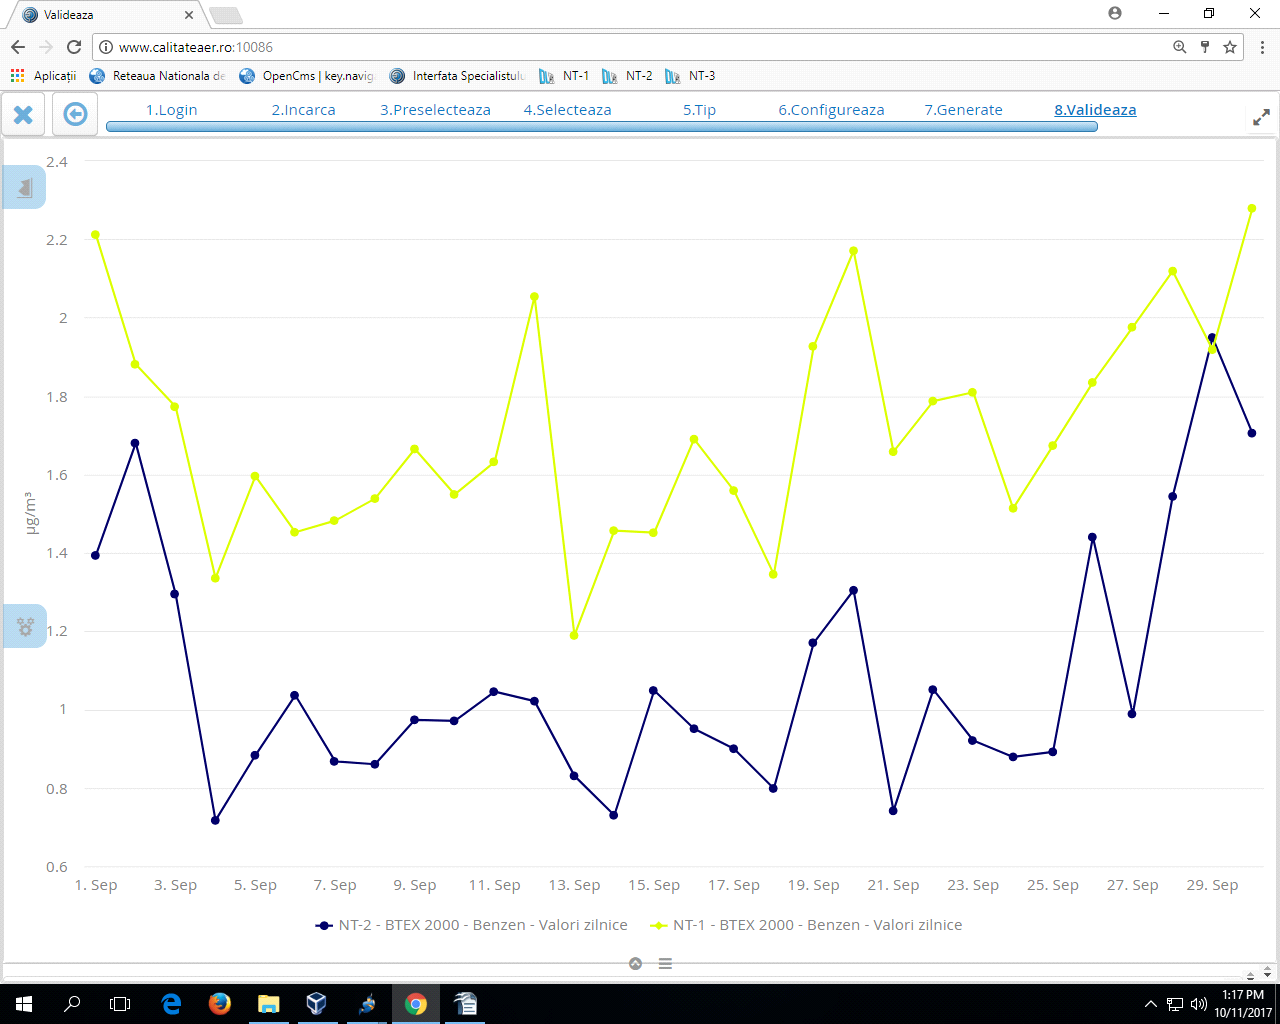 Valideaza
www.calitateaer.ro:10086
Aplicații
Reteaua Nationala de
OpenCms | key.navig
Interfata Specialistulu
NT-1
NT-2
NT-3
1.Login
2.Incarca
3.Preselecteaza
4.Selecteaza
5.Tip
6.Configureaza
7.Generate
8.Valideaza
2.4
2.2
2
1.8
1.6
1.4
1.2
1
0.8
0.6
µg/m³
1. Sep
3. Sep
5. Sep
7. Sep
9. Sep
11. Sep
13. Sep
15. Sep
17. Sep
19. Sep
21. Sep
23. Sep
25. Sep
27. Sep
29. Sep
NT-2 - BTEX 2000 - Benzen - Valori zilnice
NT-1 - BTEX 2000 - Benzen - Valori zilnice
1:17 PM
10/11/2017